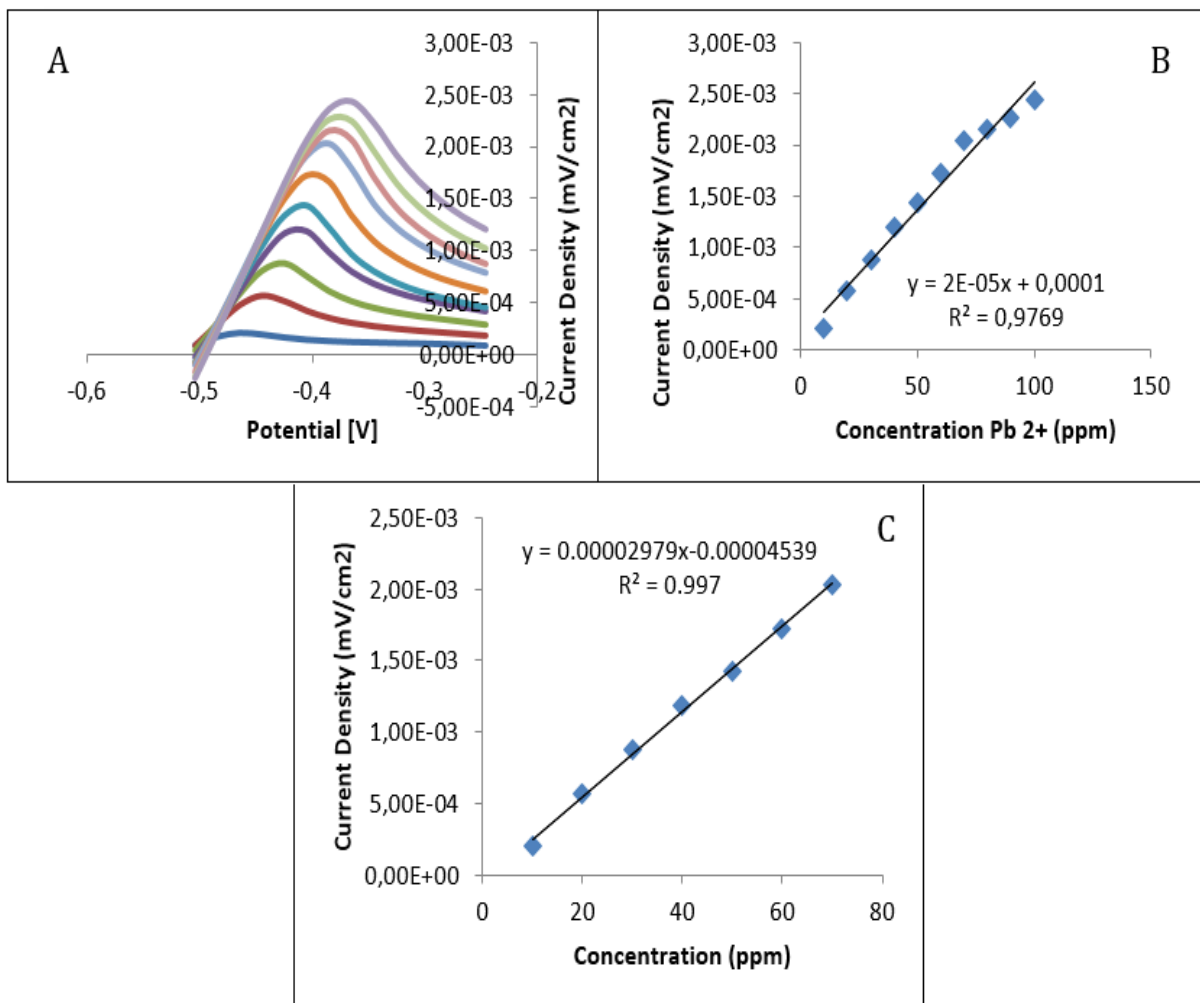 A
3,00E-03
2,50E-03
2,00E-03
1,50E-03
1,00E-03
5,00E-04
0,00E+00
-5,00E-04
-0,6
-0,5
-0,4
-0,3
-0,2
Current Density (mV/cm2)
Potential [V]
B
3,00E-03
2,50E-03
2,00E-03
1,50E-03
1,00E-03
5,00E-04
0,00E+00
Current Density (mV/cm2)
y = 2E-05x + 0,0001
R² = 0,9769
0
50
100
150
Concentration Pb 2+ (ppm)
C
2,50E-03
2,00E-03
1,50E-03
1,00E-03
5,00E-04
0,00E+00
Current Density (mV/cm2)
y = 0.00002979x-0.00004539
R² = 0.997
0
20
40
60
80
Concentration (ppm)